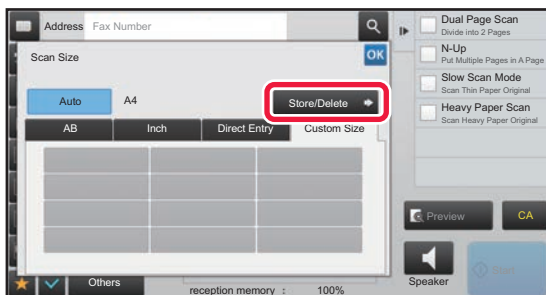 Address Fax Number
Scan Size
OK
Auto A4
Store/Delete
AB Inch Direct Entry Custom Size
Others
reception memory : 100%
Dual Page Scan
Divide into 2 Pages
N-Up
Put Multiple Pages in A Page
Slow Scan Mode
Scan Thin Paper Original
Heavy Paper Scan
Scan Heavy Paper Original
Preview CA
Speaker
Start